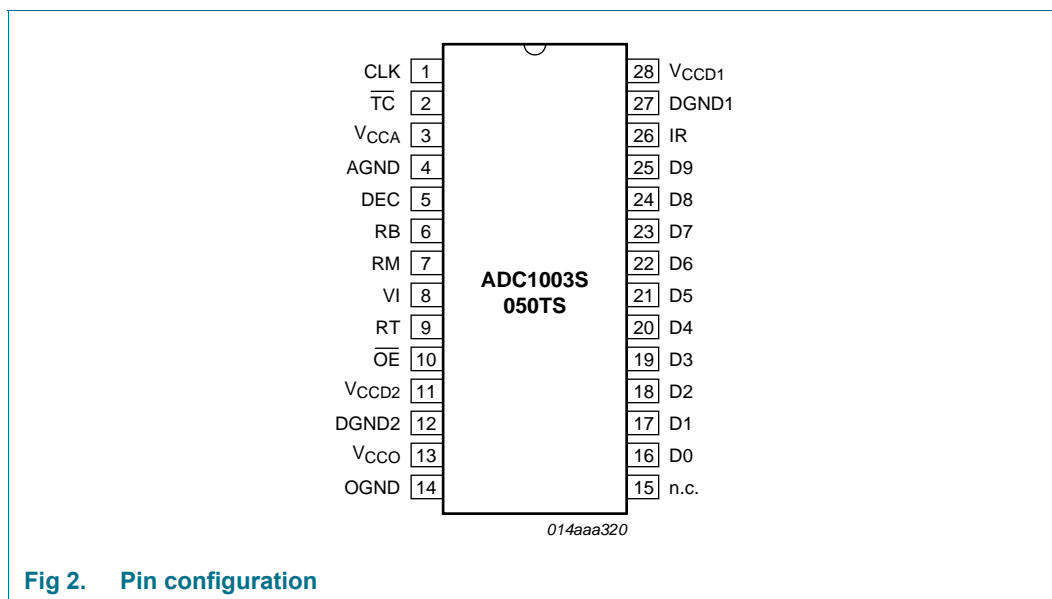 CLK 1 28 VCCD1
TC 2 27 DGND1
VCCA 3 26 IR
AGND 4 25 D9
DEC 5 24 D8
RB 6 23 D7
RM 7 22 D6
ADC1003S
050TS
VI 8 21 D5
RT 9 20 D4
OE 10 19 D3
VCCD2 11 18 D2
DGND2 12 17 D1
VCCO 13 16 D0
OGND 14 15 n.c.
014aaa320
Fig 2. Pin configuration